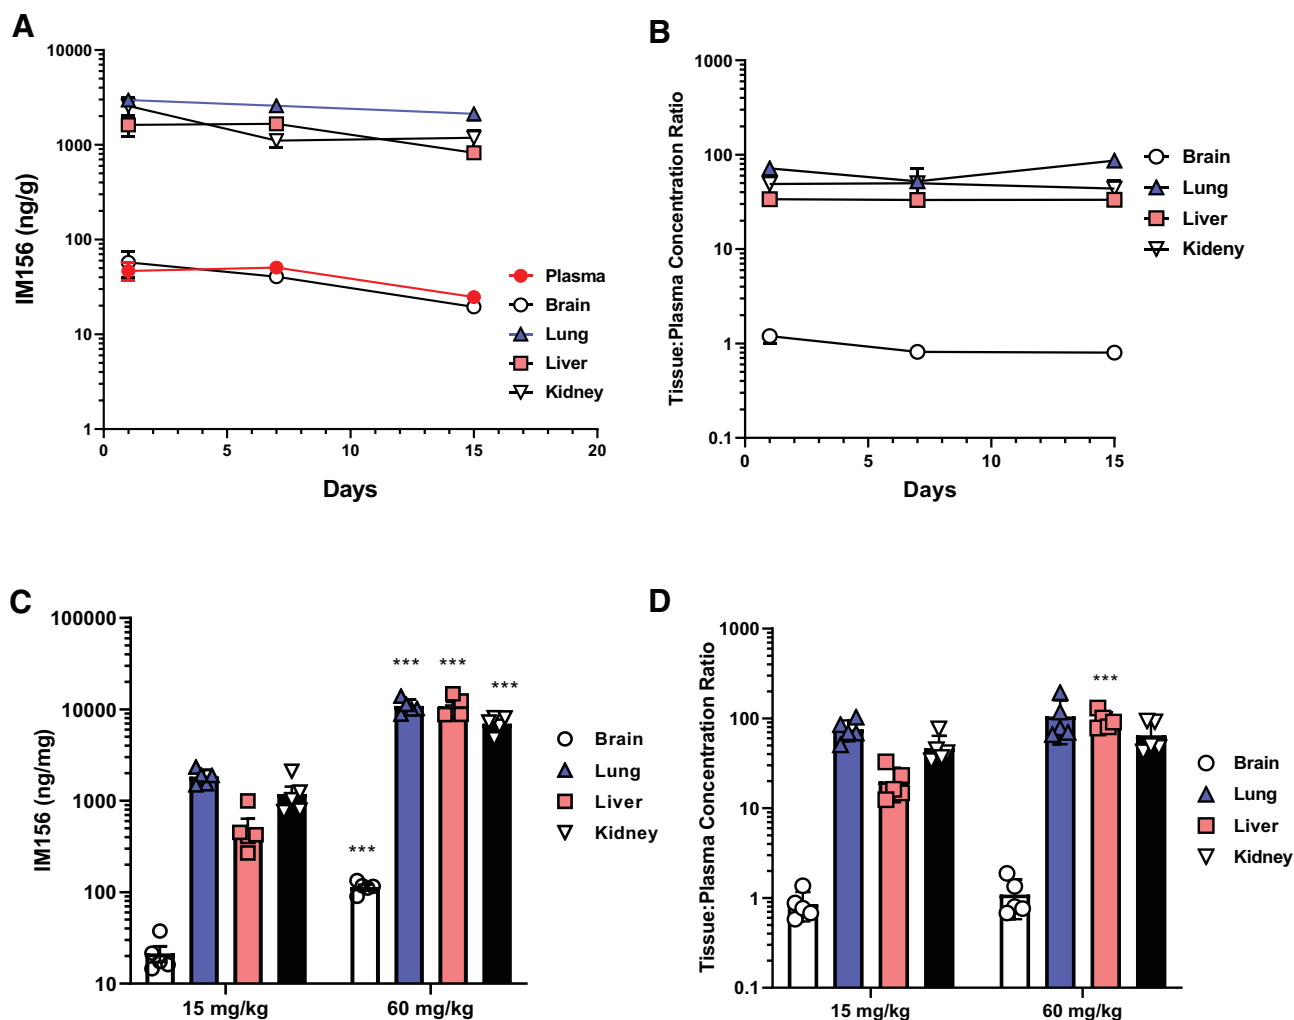 A
IM156 (ng/g)
10000
1000
100
10
1
0 5 10 15 20
Days
Plasma
Brain
Lung
Liver
Kidney
B
Tissue:Plasma Concentration Ratio
1000
100
10
1
0.1
0 5 10 15
Days
Brain
Lung
Liver
Kideny
C
IM156 (ng/mg)
100000
10000
1000
100
10
*** *** *** ***
15 mg/kg 60 mg/kg
Brain
Lung
Liver
Kidney
D
Tissue:Plasma Concentration Ratio
1000
100
10
1
0.1
***
15 mg/kg 60 mg/kg
Brain
Lung
Liver
Kidney